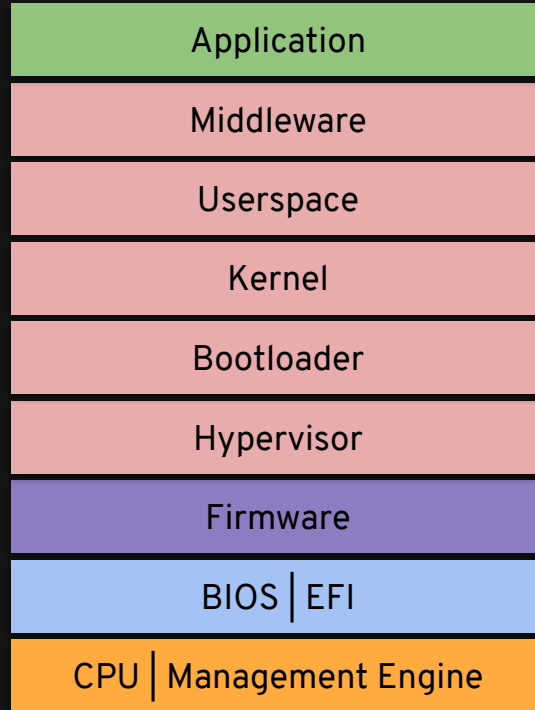 Application
Middleware
Userspace
Kernel
Bootloader
Hypervisor
Firmware
BIOS | EFI
CPU | Management Engine